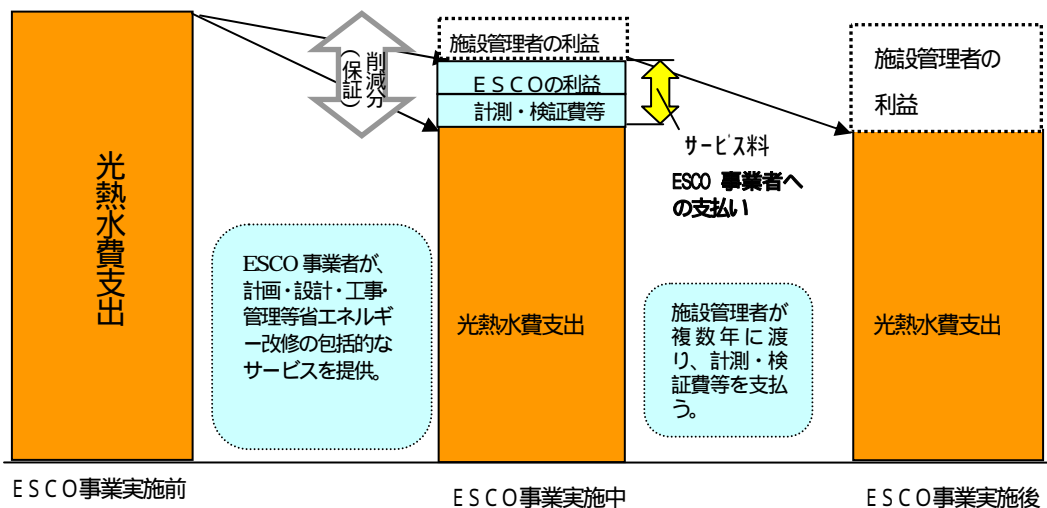 光熱水費支出
削減分
(保証)
施設管理者の利益
ESCOの利益
計測・検証費等
サービス料
ESCO 事業者へ
の支払い
施設管理者の
利益
ESCO 事業者が、
計画・設計・工事・
管理等省エネルギ
ー改修の包括的な
サービスを提供。
光熱水費支出
施設管理者が
複数年に渡
り、計測・検
証費等を支払
う。
光熱水費支出
ESCO事業実施前
ESCO事業実施中
ESCO事業実施後